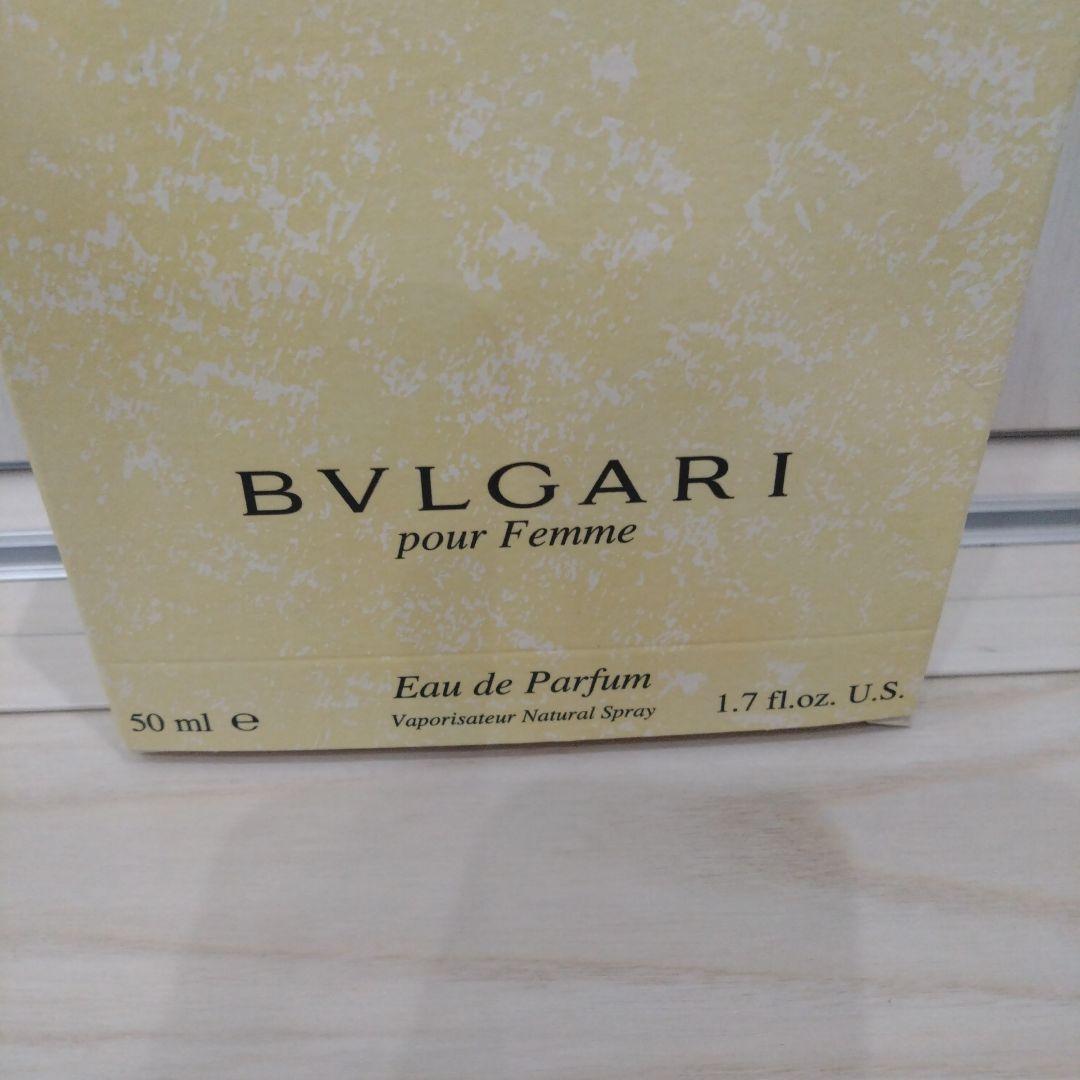 BVLGARI
pour Femme
Eau de Parfum
Vaporisateur Natural Spray
50 ml ℮
1.7 fl.oz. U.S.